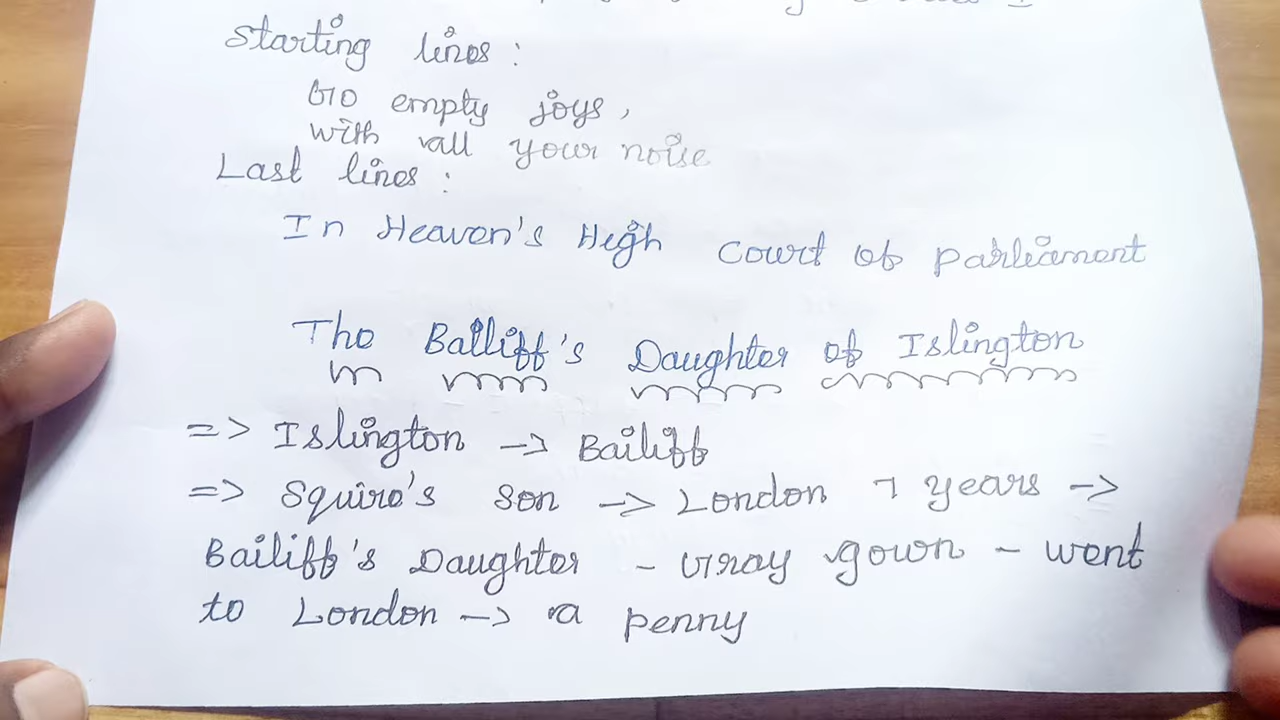 Starting lines :
Go empty joys,
with all your noise
Last lines :
In Heaven's High Court of Parliament
The Bailiff's Daughter of Islington
=> Islington -> Bailiff
=> Squire's son -> London 7 years ->
Bailiff's Daughter - Gray gown - went
to London -> a penny